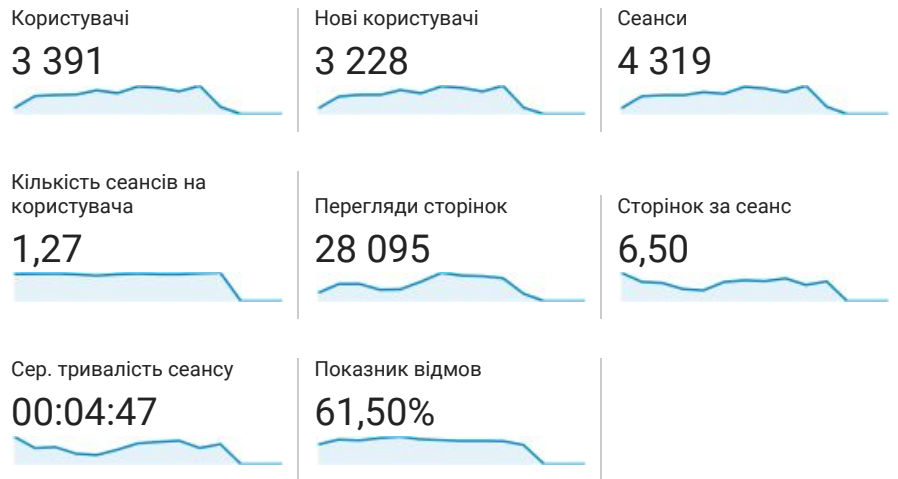 Користувачі
3 391
Нові користувачі
3 228
Сеанси
4 319
Кількість сеансів на
користувача
1,27
Перегляди сторінок
28 095
Сторінок за сеанс
6,50
Сер. тривалість сеансу
00:04:47
Показник відмов
61,50%